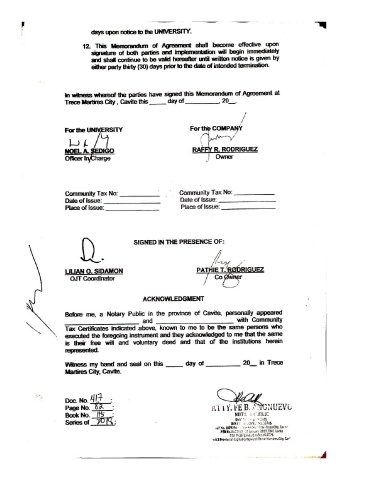 days upon notice to the UNIVERSITY.
12. This Memorandum of Agreement shall become effective upon
signature of both parties and implementation will begin immediately
and shall continue to be valid hereafter until written notice is given by
either party thirty (30) days prior to the date of intended termination.
In witness whereof the parties have signed this Memorandum of Agreement at
Trece Martires City, Cavite this _____ day of __________, 20__.
For the UNIVERSITY For the COMPANY
NOEL A. SEDIGO RAFFY R. RODRIGUEZ
Officer In Charge Owner
Community Tax No: __________ Community Tax No: __________
Date of Issue: __________ Date of Issue: __________
Place of Issue: __________ Place of Issue: __________
SIGNED IN THE PRESENCE OF:
LILIAN O. SIDAMON PATHIE T. RODRIGUEZ
OJT Coordinator Co Owner
ACKNOWLEDGMENT
Before me, a Notary Public in the province of Cavite, personally appeared
__________ and __________ with Community
Tax Certificates indicated above, known to me to be the same persons who
executed the foregoing instrument and they acknowledged to me that the same
is their free will and voluntary deed and that of the institutions herein
represented.
Witness my hand and seal on this _____ day of __________ 20__ in Trece
Martires City, Cavite.
Doc. No. 417
Page No. 82
Book No. 115
Series of
ATTY. FE B.